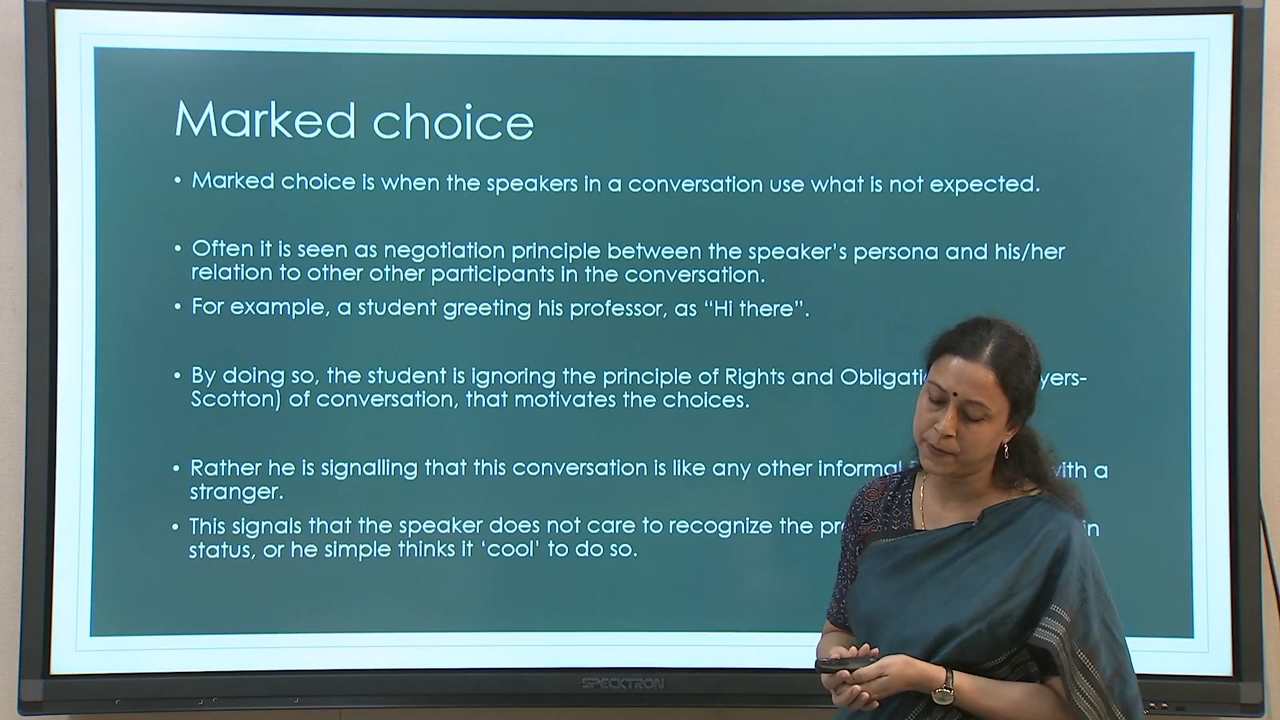 Marked choice
• Marked choice is when the speakers in a conversation use what is not expected.
• Often it is seen as negotiation principle between the speaker's persona and his/her
relation to other other participants in the conversation.
• For example, a student greeting his professor, as “Hi there”.
• By doing so, the student is ignoring the principle of Rights and
Scotton) of conversation, that motivates the choices.
• Rather he is signalling that this conversation is like any other informal with a
stranger.
• This signals that the speaker does not care to recognize the in
status, or he simple thinks it ‘cool’ to do so.
SPECKTRON